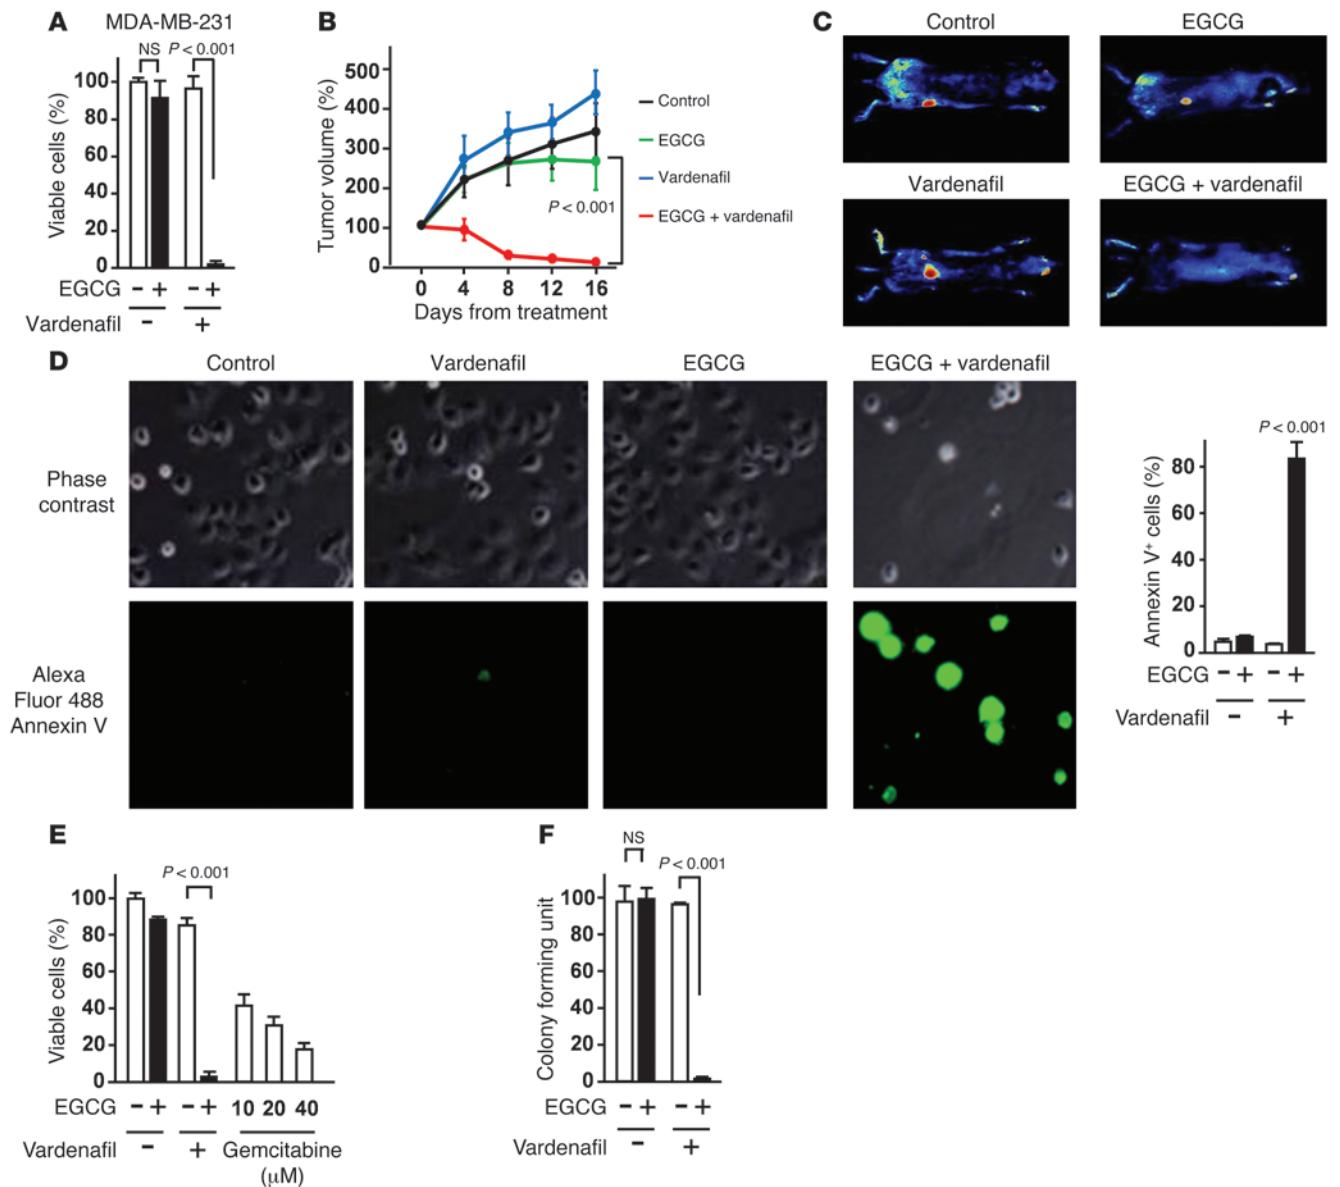 A
MDA-MB-231
NS
P < 0.001
Viable cells (%)
100
80
60
40
20
0
EGCG − + − +
Vardenafil - +
B
Tumor volume (%)
500
400
300
200
100
0
0 4 8 12 16
Days from treatment
P < 0.001
Control
EGCG
Vardenafil
EGCG + vardenafil
C
Control
EGCG
Vardenafil
EGCG + vardenafil
D
Control
Vardenafil
EGCG
EGCG + vardenafil
Phase
contrast
Alexa
Fluor 488
Annexin V
P < 0.001
Annexin V+ cells (%)
80
60
40
20
0
EGCG − + − +
Vardenafil - +
E
P < 0.001
Viable cells (%)
100
80
60
40
20
0
EGCG − + − + 10 20 40
Vardenafil - + Gemcitabine
(µM)
F
NS
P < 0.001
Colony forming unit
100
80
60
40
20
0
EGCG − + − +
Vardenafil − +